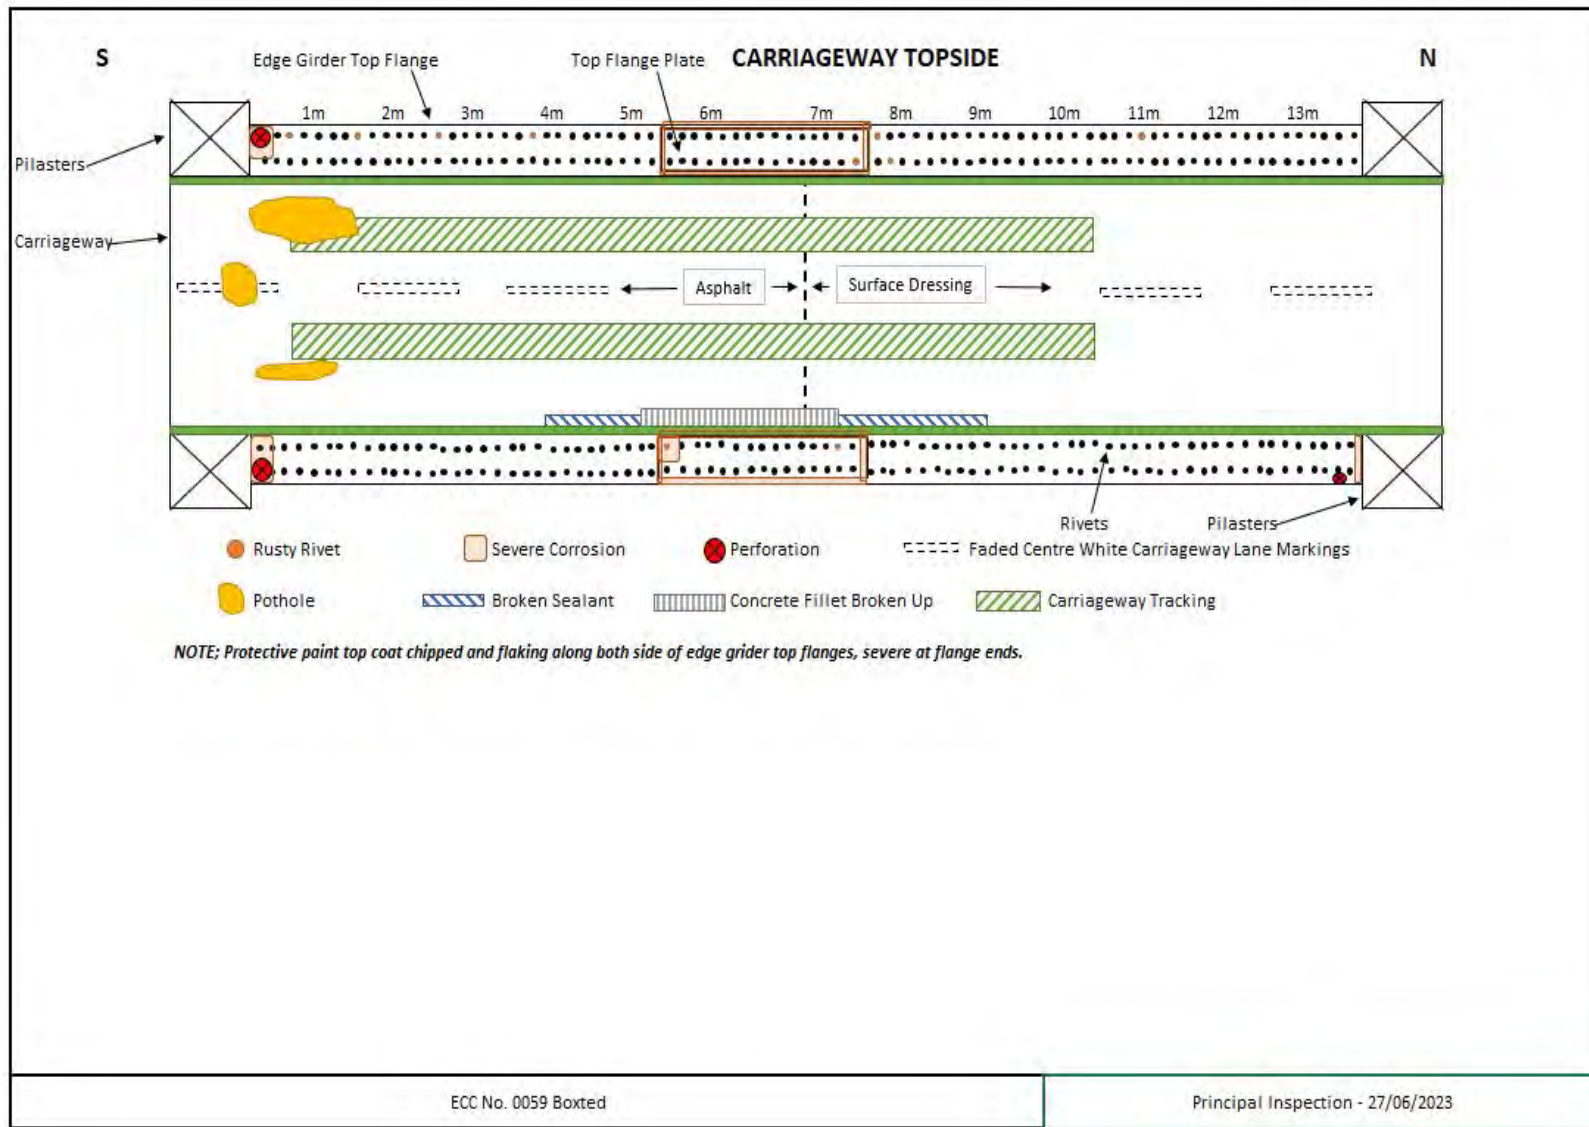 S
CARRIAGEWAY TOPSIDE
N
Edge Girder Top Flange
Top Flange Plate
1m 2m 3m 4m 5m 6m 7m 8m 9m 10m 11m 12m 13m
Pilasters
Carriageway
Asphalt
Surface Dressing
Rivets
Pilasters
Rusty Rivet
Severe Corrosion
Perforation
Faded Centre White Carriageway Lane Markings
Pothole
Broken Sealant
Concrete Fillet Broken Up
Carriageway Tracking
NOTE; Protective paint top coat chipped and flaking along both side of edge grider top flanges, severe at flange ends.
ECC No. 0059 Boxted
Principal Inspection - 27/06/2023